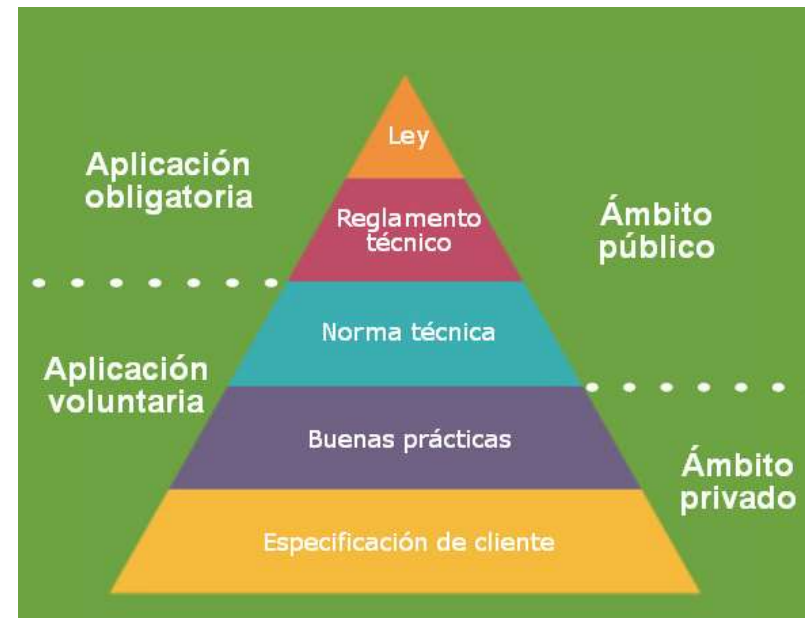 Ley
Aplicación
obligatoria
Reglamento
técnico
Ámbito
público
Norma técnica
Aplicación
voluntaria
Buenas prácticas
Ámbito
privado
Especificación de cliente